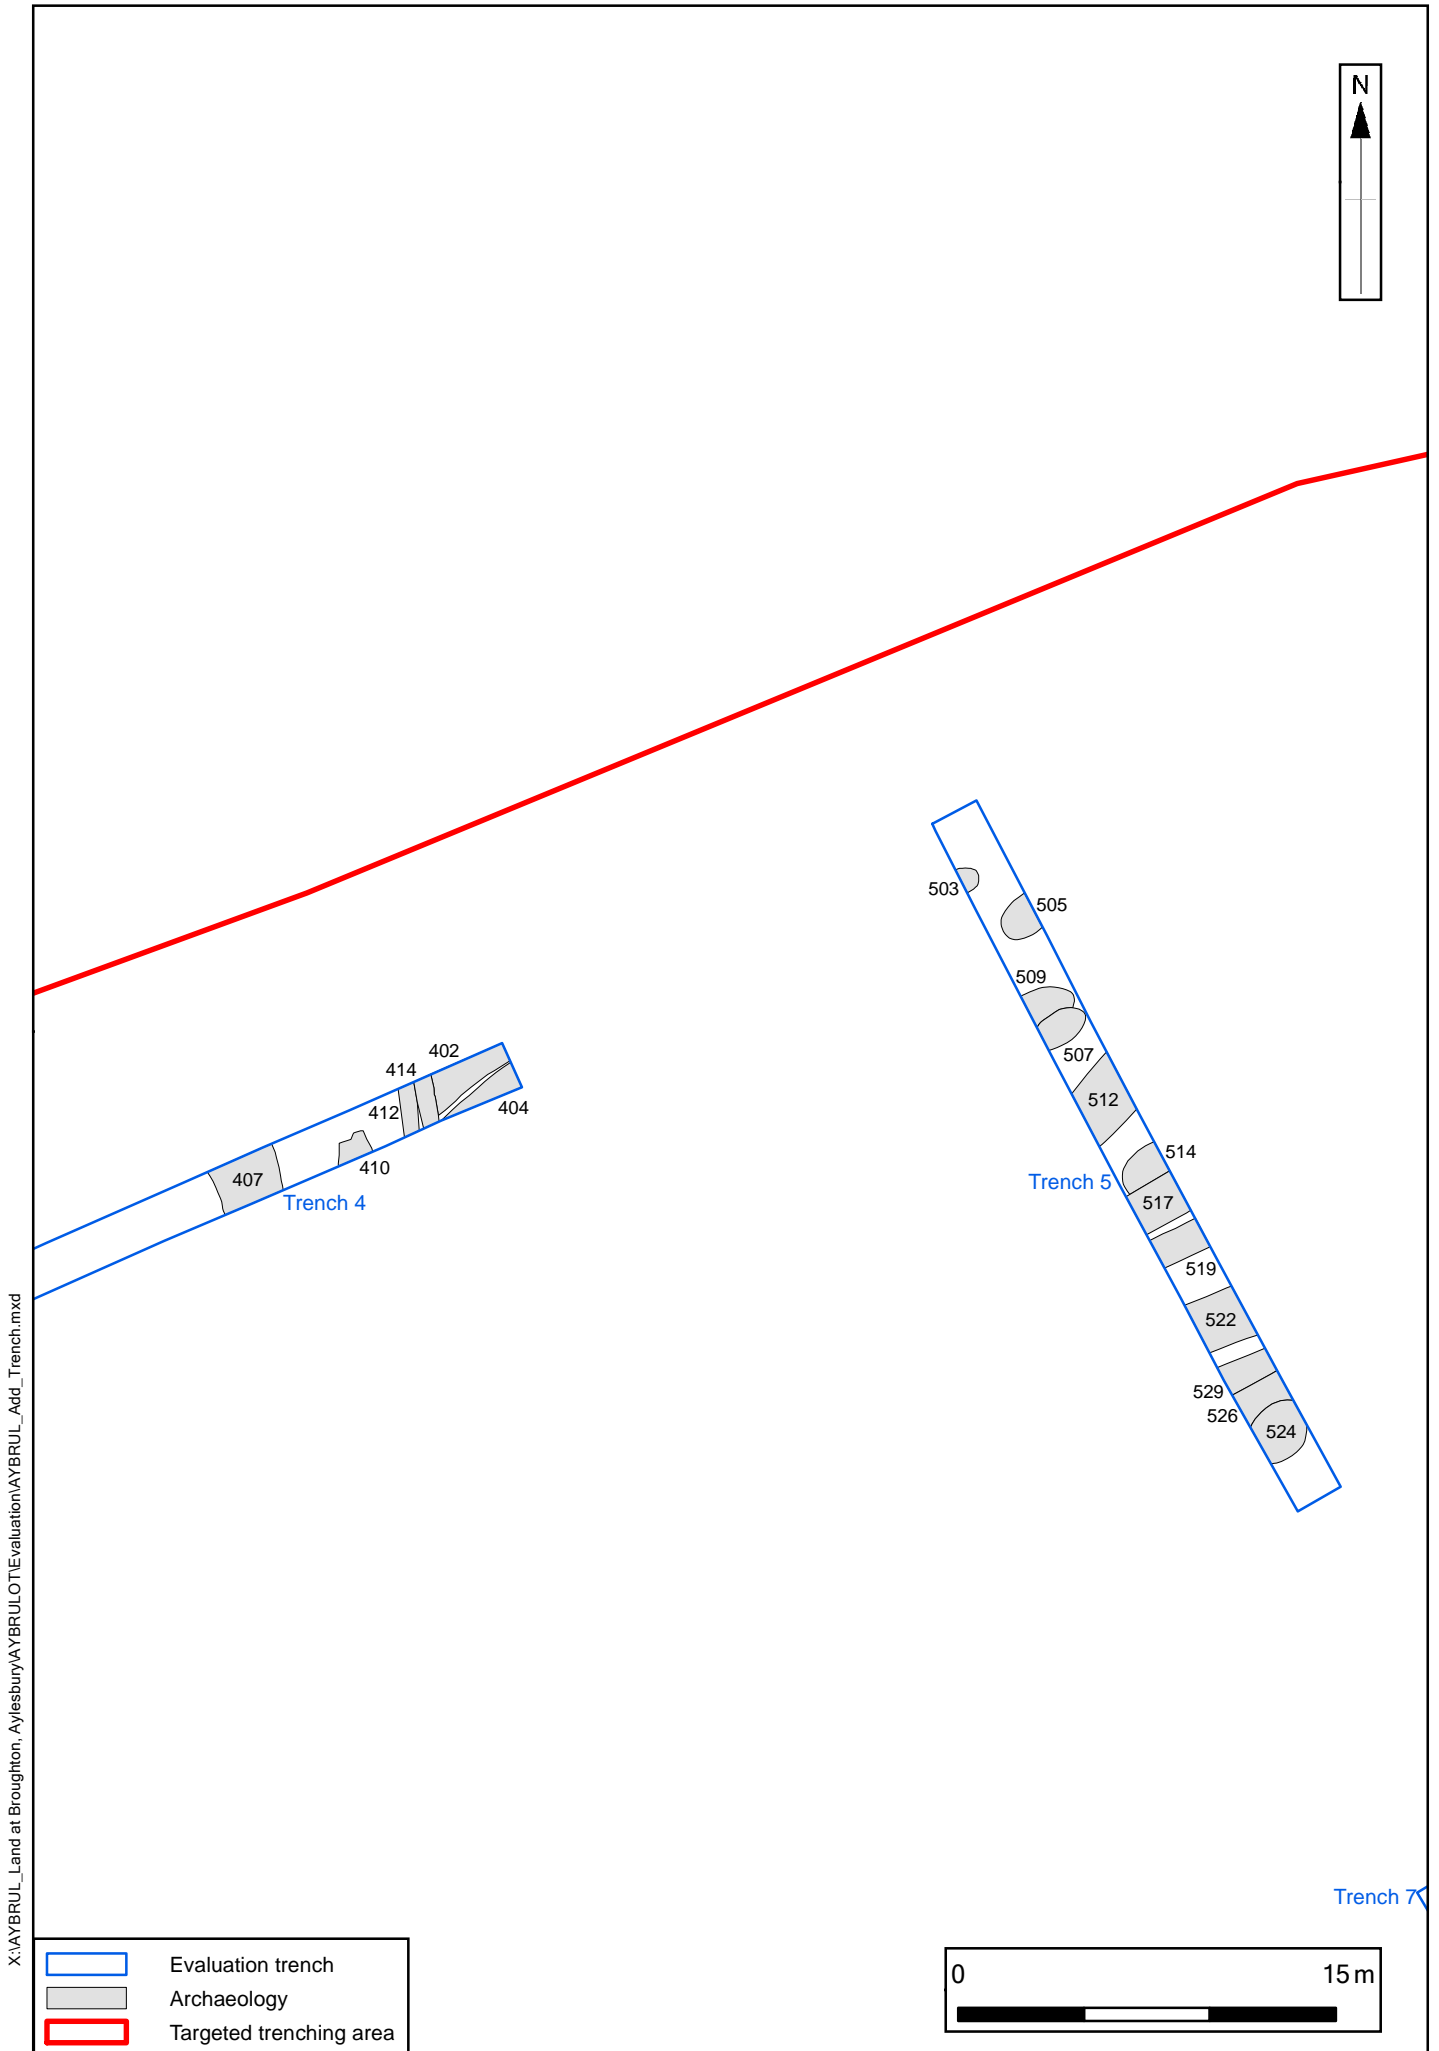 N
503
505
509
507
512
514
Trench 5
517
519
522
529
526
524
402
414
412
404
410
407
Trench 4
Trench 7
X:\AYBRUL_Land at Broughton, Aylesbury\AYBRULOT\Evaluation\AYBRUL_Add_Trench.mxd
Evaluation trench
Archaeology
Targeted trenching area
0 15 m